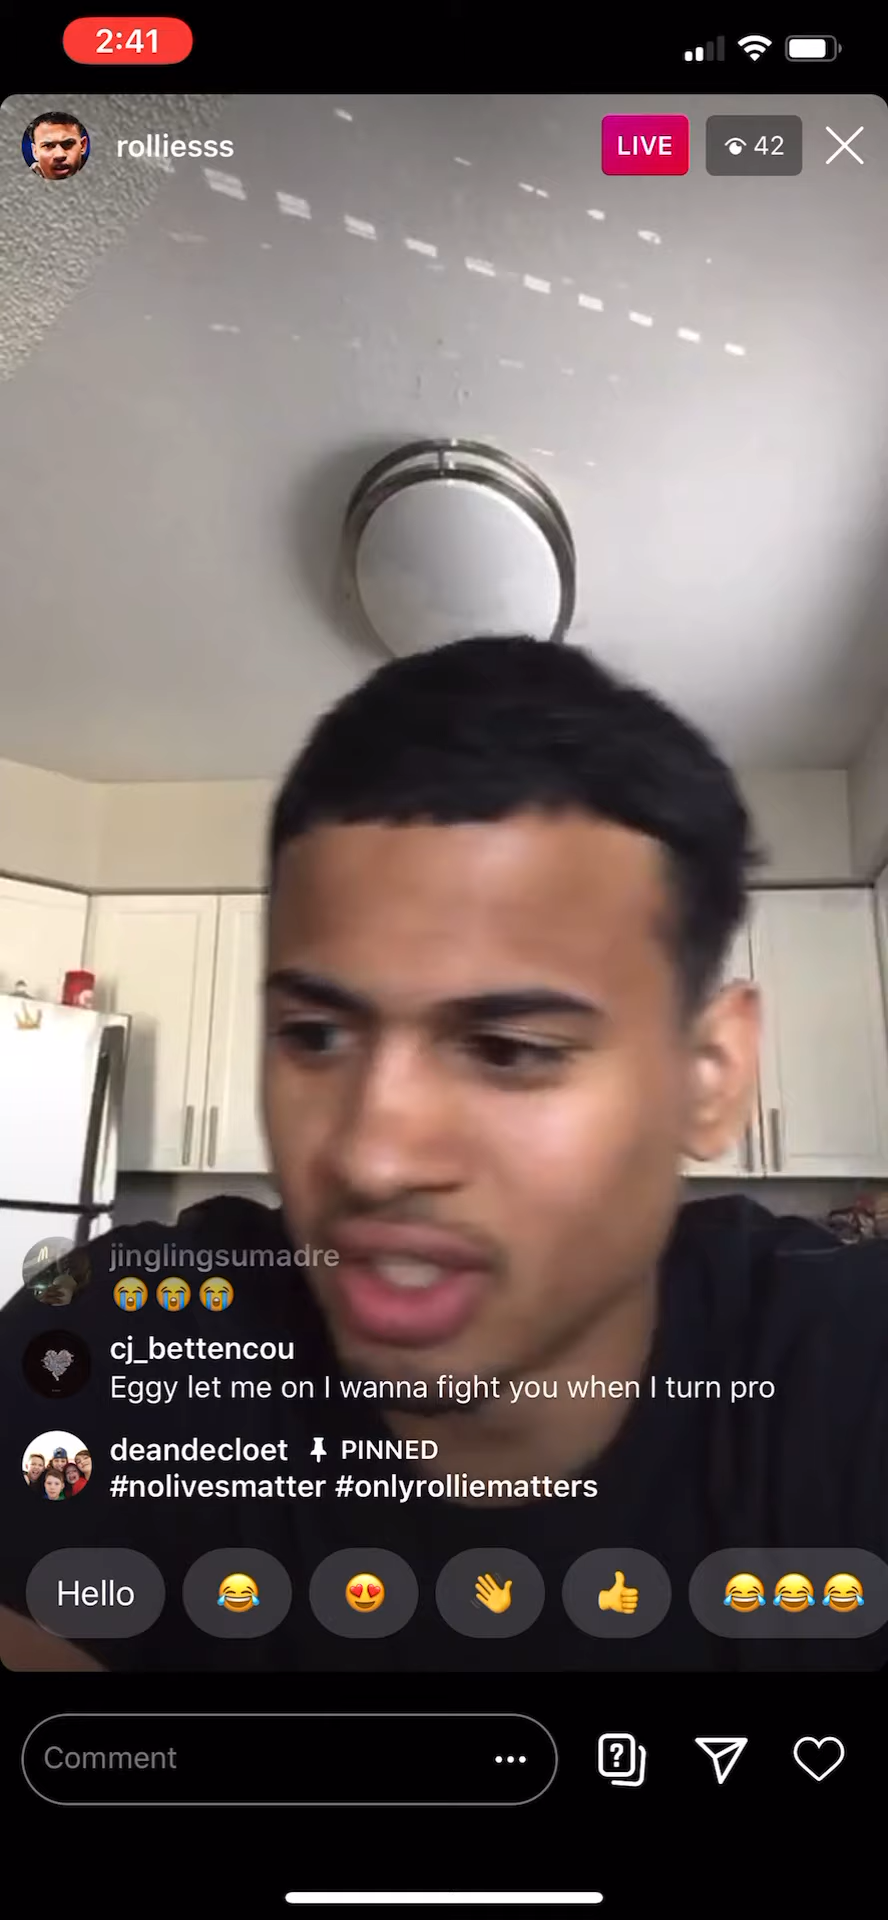 2:41
rolliesss
LIVE
42
jinglingsumadre
😭😭😭
cj_bettencou
Eggy let me on I wanna fight you when I turn pro
deandecloet PINNED
#nolivesmatter #onlyrolliematters
Hello 😂 😍 👋 👍 😂😂😂
Comment